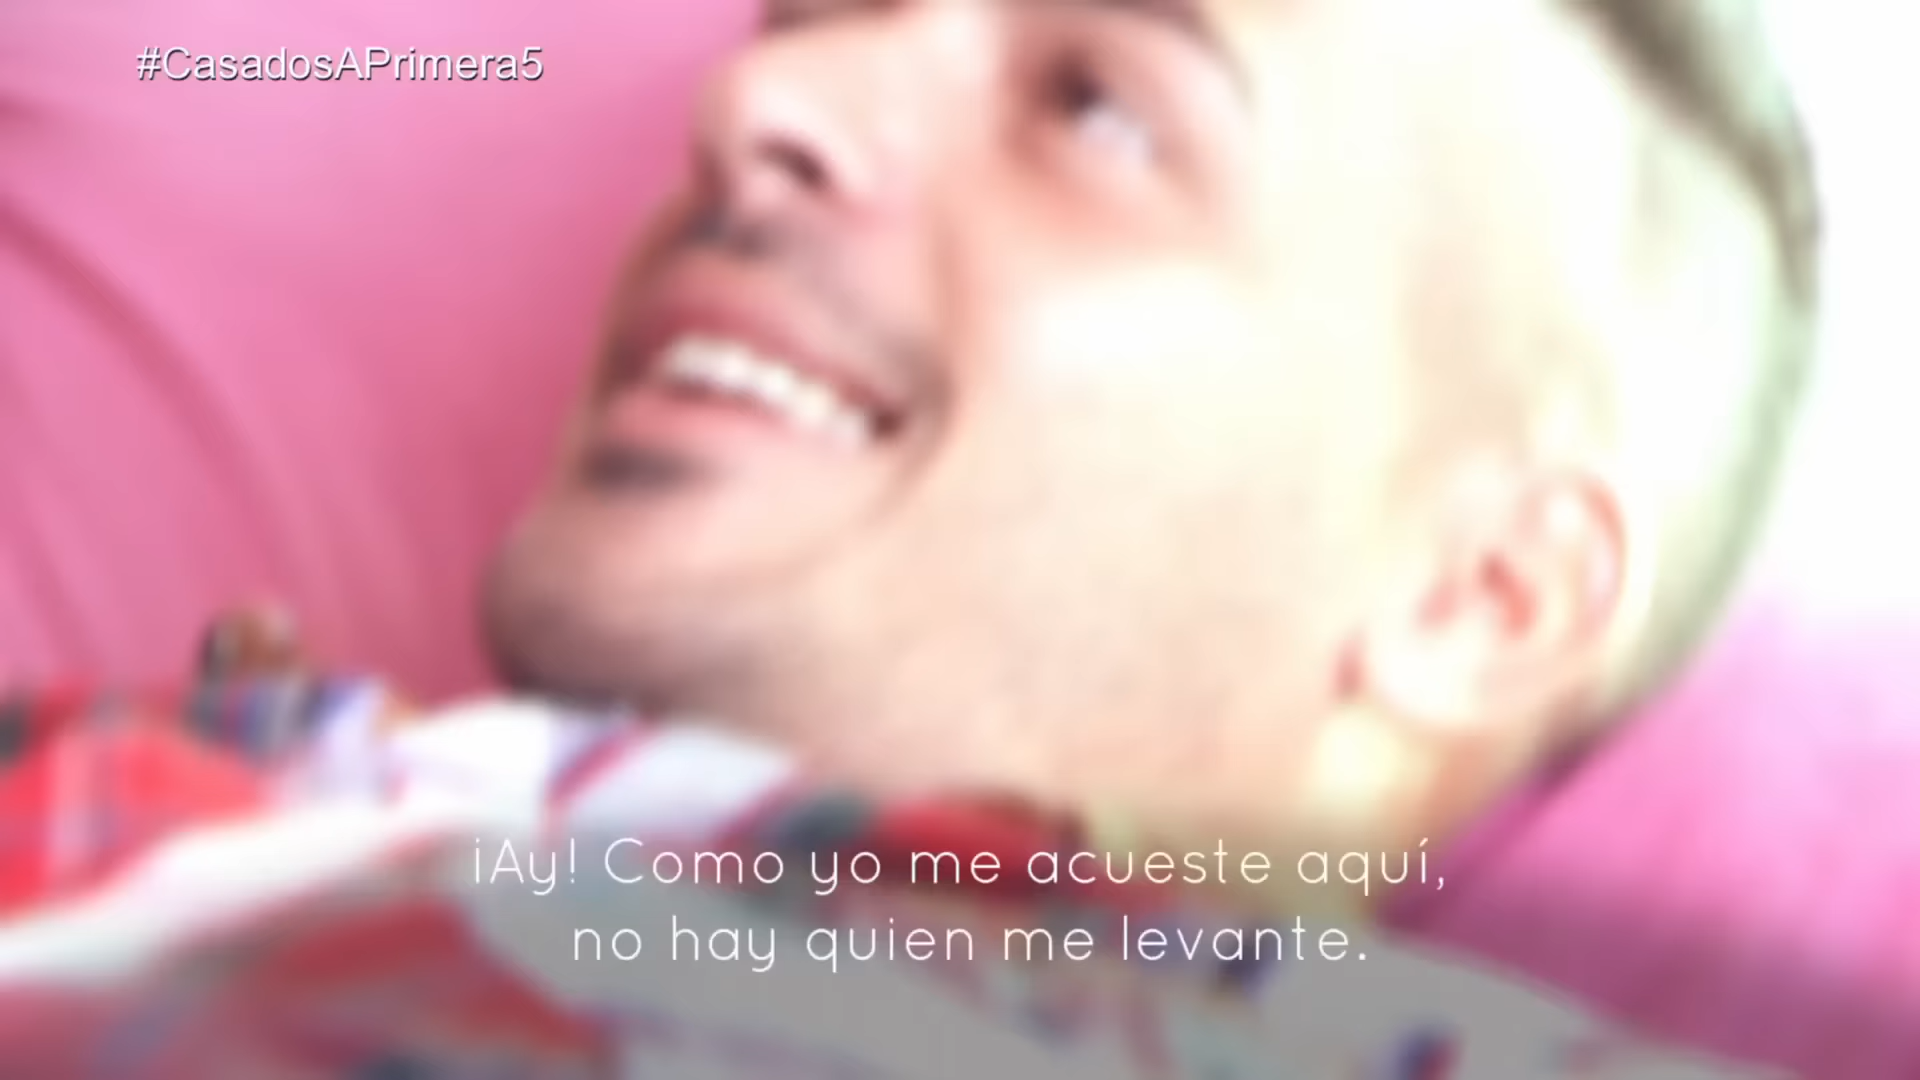 #CasadosAPrimera5
¡Ay! Como yo me acueste aquí,
no hay quien me levante.